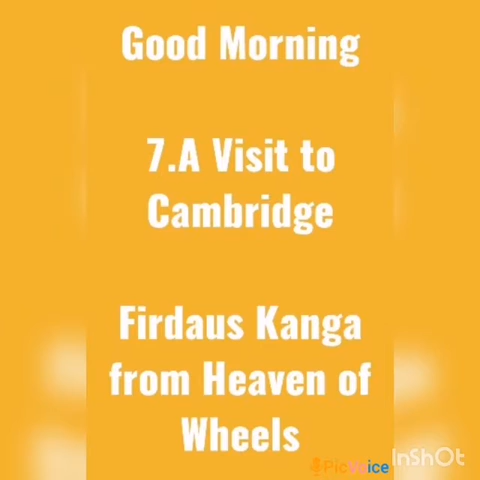 Good Morning
7.A Visit to
Cambridge
Firdaus Kanga
from Heaven of
Wheels
PicVoice
InShOt